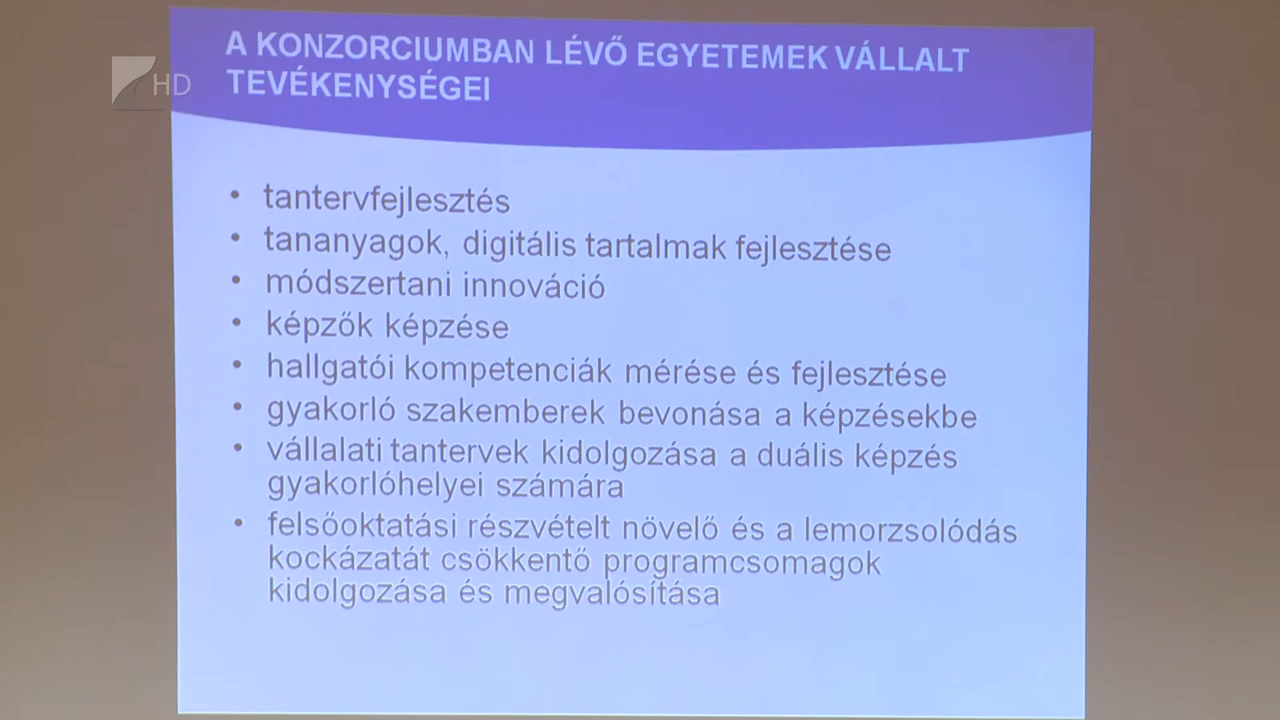 A KONZORCIUMBAN LÉVŐ EGYETEMEK VÁLLALT
TEVÉKENYSÉGEI
HD
• tantervfejlesztés
• tananyagok, digitális tartalmak fejlesztése
• módszertani innováció
• képzők képzése
• hallgatói kompetenciák mérése és fejlesztése
• gyakorló szakemberek bevonása a képzésekbe
• vállalati tantervek kidolgozása a duális képzés
gyakorlóhelyei számára
• felsőoktatási részvételt növelő és a lemorzsolódás
kockázatát csökkentő programcsomagok
kidolgozása és megvalósítása